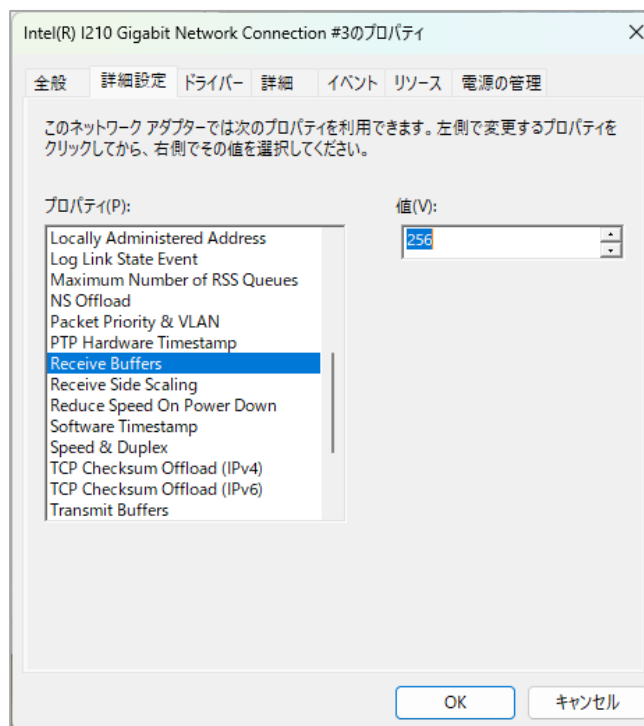 Intel(R) I210 Gigabit Network Connection #3のプロパティ
全般 詳細設定 ドライバー 詳細 イベント リソース 電源の管理
このネットワーク アダプターでは次のプロパティを利用できます。左側で変更するプロパティを
クリックしてから、右側でその値を選択してください。
プロパティ(P):
値(V):
Locally Administered Address
Log Link State Event
Maximum Number of RSS Queues
NS Offload
Packet Priority & VLAN
PTP Hardware Timestamp
Receive Buffers
Receive Side Scaling
Reduce Speed On Power Down
Software Timestamp
Speed & Duplex
TCP Checksum Offload (IPv4)
TCP Checksum Offload (IPv6)
Transmit Buffers
256
OK
キャンセル